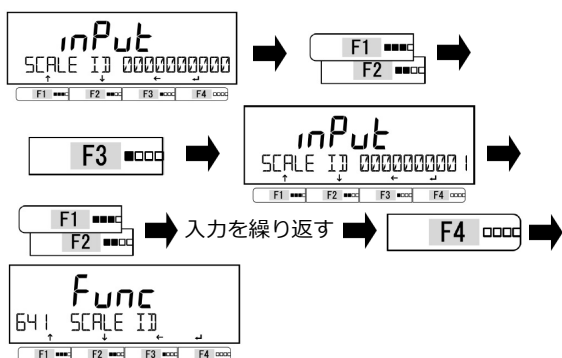 inPut
SCALE ID 0000000000
↑ ↓ ← ↵
F1 F2 F3 F4
F1
F2
F3
inPut
SCALE ID 0000000001
↑ ↓ ← ↵
F1 F2 F3 F4
F1
F2
入力を繰り返す
F4
Func
641 SCALE ID
↑ ↓ ← ↵
F1 F2 F3 F4